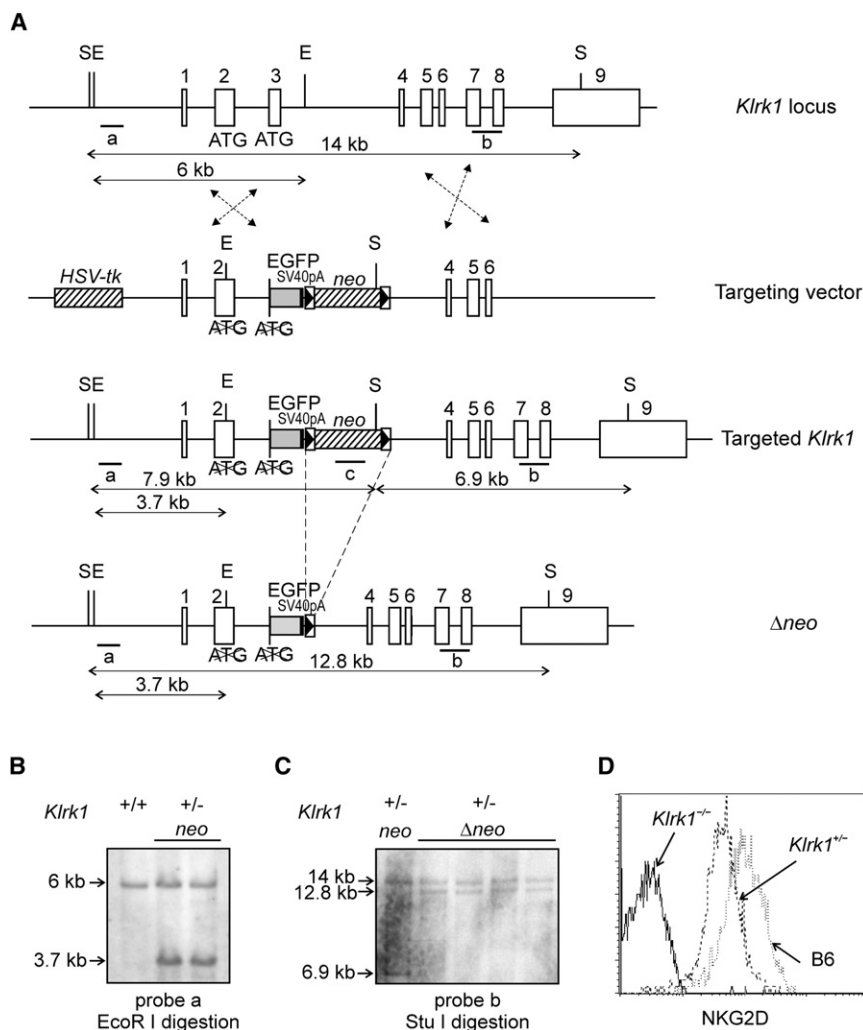 A
SE E S
1 2 3 4 5 6 7 8 9
Klrk1 locus
a ATG ATG b
14 kb
6 kb
E EGFP S
HSV-tk 1 2 SV40pA neo 4 5 6
Targeting vector
ATG ATG
SE E EGFP S S
1 2 SV40pA neo 4 5 6 7 8 9
Targeted Klrk1
a ATG ATG c b
7.9 kb 6.9 kb
3.7 kb
SE E EGFP S
1 2 SV40pA 4 5 6 7 8 9
Δneo
a ATG ATG b
12.8 kb
3.7 kb
B
Klrk1 +/+ +/-
neo
6 kb
3.7 kb
probe a
EcoR I digestion
C
Klrk1 +/- +/-
neo Δneo
14 kb
12.8 kb
6.9 kb
probe b
Stu I digestion
D
Klrk1–/–
Klrk1+/–
B6
NKG2D